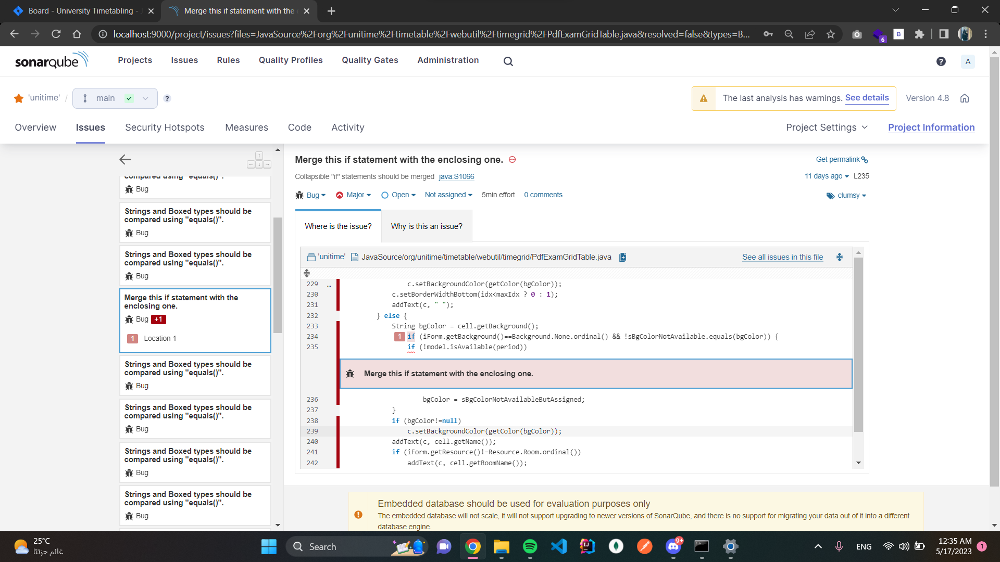 Board - University Timetabling - J
Merge this if statement with the e
localhost:9000/project/issues?files=JavaSource%2Forg%2Funitime%2Ftimetable%2Fwebutil%2Ftimegrid%2FPdfExamGridTable.java&resolved=false&types=B...
6
B
sonarqube
Projects
Issues
Rules
Quality Profiles
Quality Gates
Administration
?
A
'unitime' /
main
?
The last analysis has warnings. See details
Version 4.8
Overview
Issues
Security Hotspots
Measures
Code
Activity
Project Settings
Project Information
compared using "equals()".
Bug
Strings and Boxed types should be
compared using "equals()".
Bug
Strings and Boxed types should be
compared using "equals()".
Bug
Merge this if statement with the
enclosing one.
Bug +1
1 Location 1
Strings and Boxed types should be
compared using "equals()".
Bug
Strings and Boxed types should be
compared using "equals()".
Bug
Strings and Boxed types should be
compared using "equals()".
Bug
Strings and Boxed types should be
compared using "equals()".
Bug
Merge this if statement with the enclosing one.
Get permalink
Collapsible "if" statements should be merged java:S1066
11 days ago L235
Bug Major Open Not assigned 5min effort 0 comments
clumsy
Where is the issue?
Why is this an issue?
'unitime' JavaSource/org/unitime/timetable/webutil/timegrid/PdfExamGridTable.java
See all issues in this file
229 … c.setBackgroundColor(getColor(bgColor));
230 c.setBorderWidthBottom(idx<maxIdx ? 0 : 1);
231 addText(c, " ");
232 } else {
233 String bgColor = cell.getBackground();
234 1 if (iForm.getBackground()==Background.None.ordinal() && !sBgColorNotAvailable.equals(bgColor)) {
235 if (!model.isAvailable(period))
Merge this if statement with the enclosing one.
236 bgColor = sBgColorNotAvailableButAssigned;
237 }
238 if (bgColor!=null)
239 c.setBackgroundColor(getColor(bgColor));
240 addText(c, cell.getName());
241 if (iForm.getResource()!=Resource.Room.ordinal())
242 addText(c, cell.getRoomName());
Embedded database should be used for evaluation purposes only
The embedded database will not scale, it will not support upgrading to newer versions of SonarQube, and there is no support for migrating your data out of it into a different
database engine.
25°C
غائم جزئيًا
Search
9+
ENG
12:35 AM
5/17/2023
1